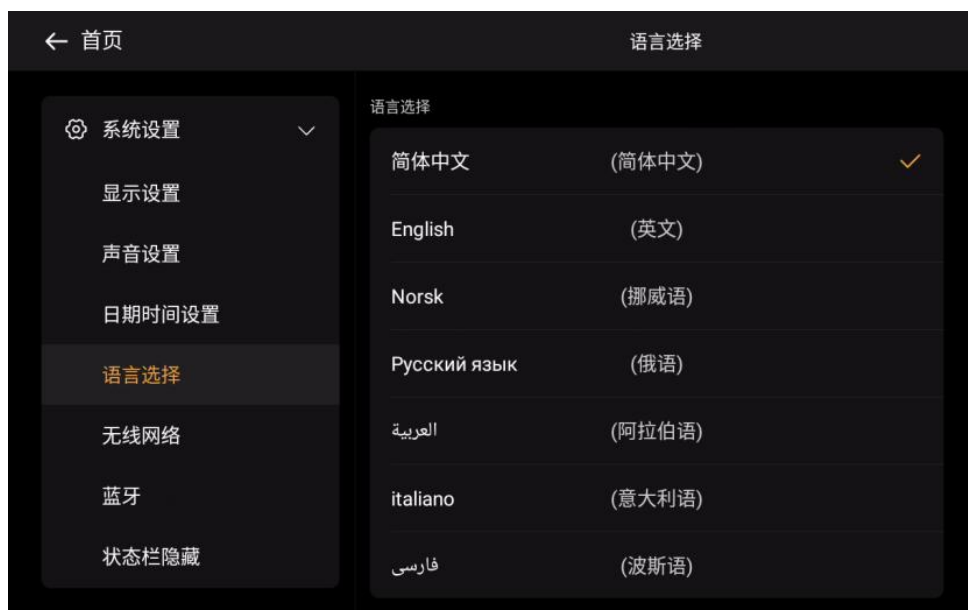 首页
语言选择
系统设置
显示设置
声音设置
日期时间设置
语言选择
无线网络
蓝牙
状态栏隐藏
语言选择
简体中文 (简体中文)
English (英文)
Norsk (挪威语)
Русский язык (俄语)
العربية (阿拉伯语)
italiano (意大利语)
فارسی (波斯语)